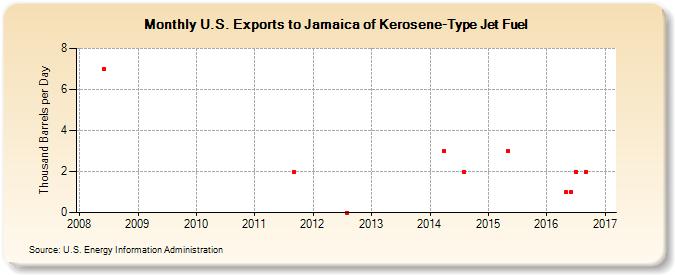 Monthly U.S. Exports to Jamaica of Kerosene-Type Jet Fuel
Thousand Barrels per Day
8
6
4
2
0
2008 2009 2010 2011 2012 2013 2014 2015 2016 2017
Source: U.S. Energy Information Administration